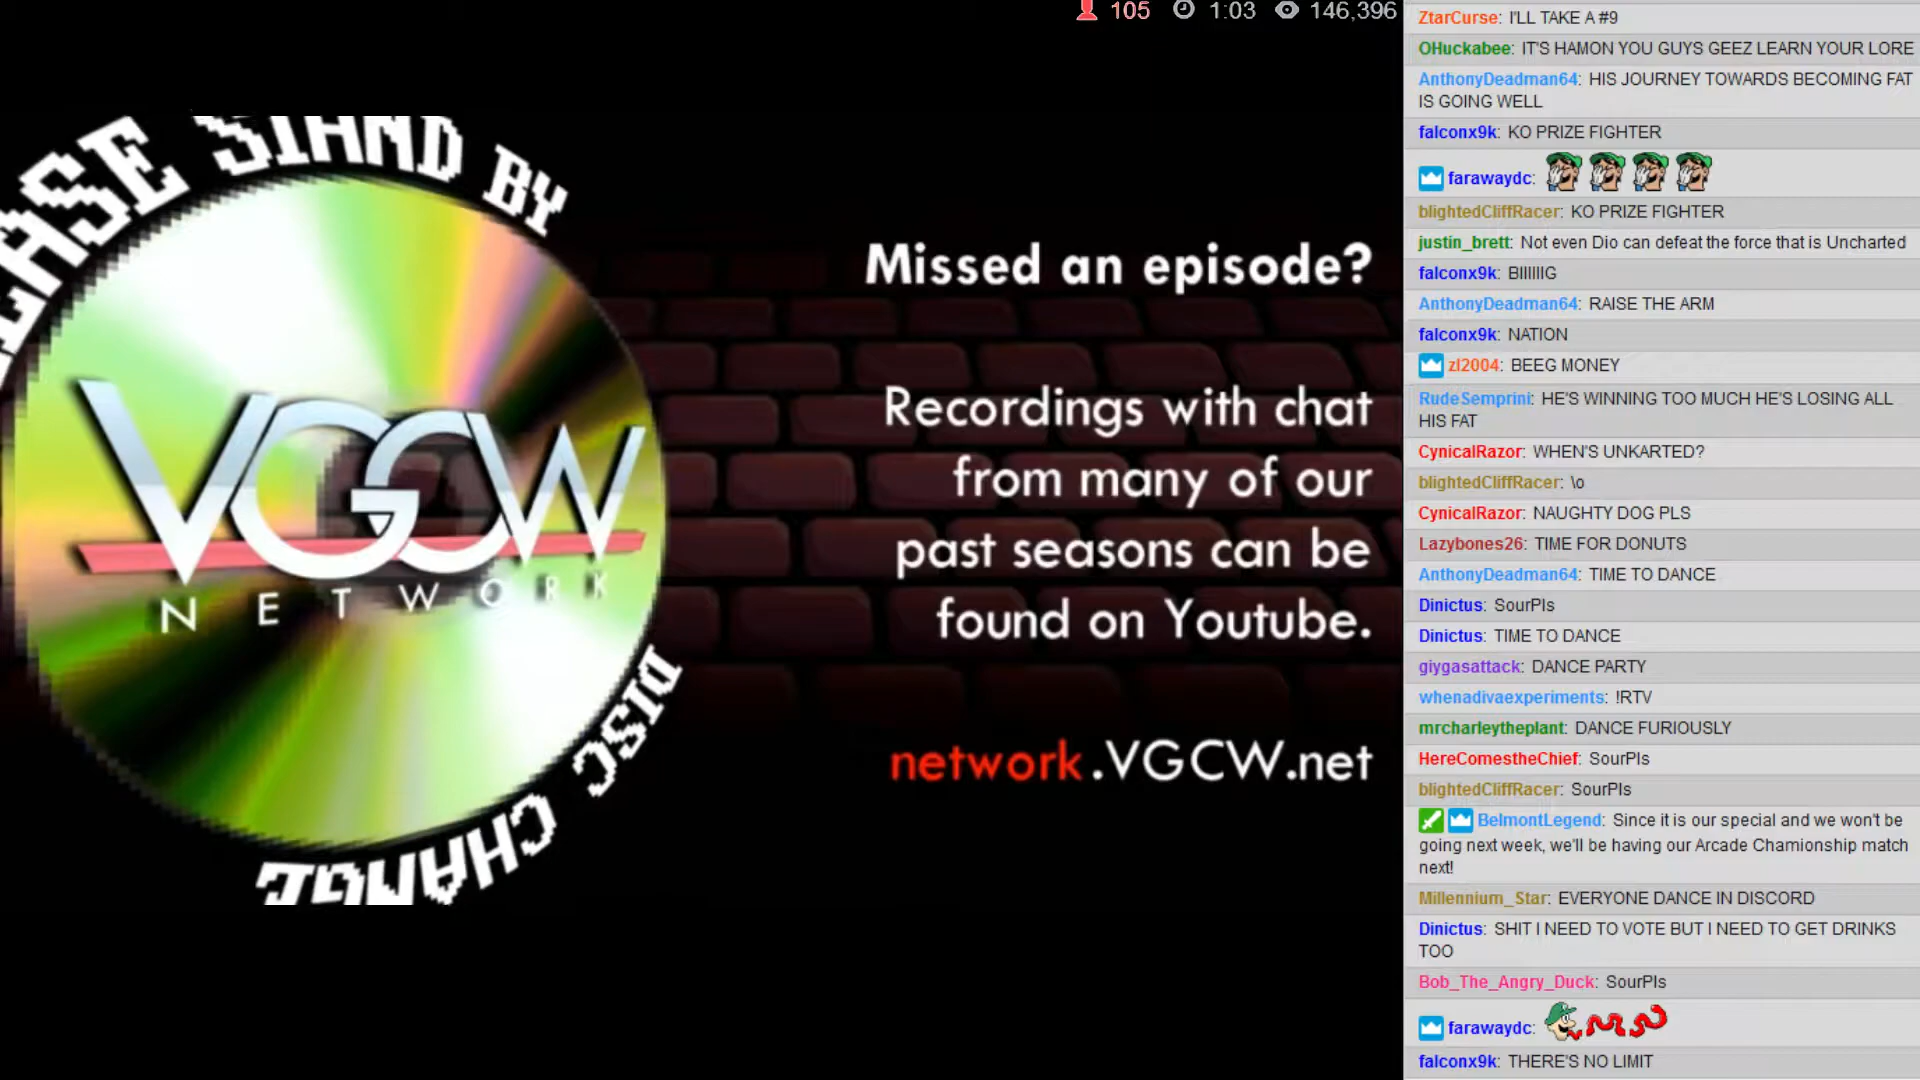 105 1:03 146,396
PLEASE STAND BY
VGCW
NETWORK
DISC CHANGE
Missed an episode?
Recordings with chat
from many of our
past seasons can be
found on Youtube.
network.VGCW.net
ZtarCurse: I'LL TAKE A #9
OHuckabee: IT'S HAMON YOU GUYS GEEZ LEARN YOUR LORE
AnthonyDeadman64: HIS JOURNEY TOWARDS BECOMING FAT
IS GOING WELL
falconx9k: KO PRIZE FIGHTER
farawaydc:
blightedCliffRacer: KO PRIZE FIGHTER
justin_brett: Not even Dio can defeat the force that is Uncharted
falconx9k: BIIIIIIG
AnthonyDeadman64: RAISE THE ARM
falconx9k: NATION
zl2004: BEEG MONEY
RudeSemprini: HE'S WINNING TOO MUCH HE'S LOSING ALL
HIS FAT
CynicalRazor: WHEN'S UNKARTED?
blightedCliffRacer: \o
CynicalRazor: NAUGHTY DOG PLS
Lazybones26: TIME FOR DONUTS
AnthonyDeadman64: TIME TO DANCE
Dinictus: SourPls
Dinictus: TIME TO DANCE
giygasattack: DANCE PARTY
whenadivaexperiments: !RTV
mrcharleytheplant: DANCE FURIOUSLY
HereComestheChief: SourPls
blightedCliffRacer: SourPls
BelmontLegend: Since it is our special and we won't be
going next week, we'll be having our Arcade Chamionship match
next!
Millennium_Star: EVERYONE DANCE IN DISCORD
Dinictus: SHIT I NEED TO VOTE BUT I NEED TO GET DRINKS
TOO
Bob_The_Angry_Duck: SourPls
farawaydc:
falconx9k: THERE'S NO LIMIT